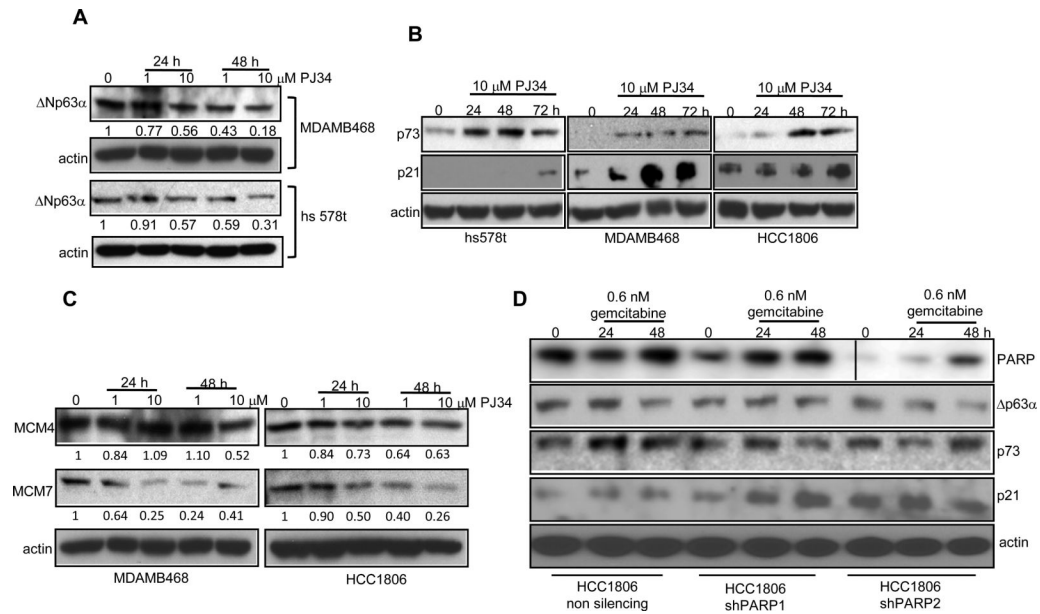 A
24 h 48 h
0 1 10 1 10 μM PJ34
ΔNp63α
MDAMB468
1 0.77 0.56 0.43 0.18
actin
ΔNp63α
hs 578t
1 0.91 0.57 0.59 0.31
actin
B
10 μM PJ34 10 μM PJ34 10 μM PJ34
0 24 48 72 h 0 24 48 72 h 0 24 48 72 h
p73
p21
actin
hs578t MDAMB468 HCC1806
C
24 h 48 h 24 h 48 h
0 1 10 1 10 μM 0 1 10 1 10 μM PJ34
MCM4
1 0.84 1.09 1.10 0.52 1 0.84 0.73 0.64 0.63
MCM7
1 0.64 0.25 0.24 0.41 1 0.90 0.50 0.40 0.26
actin
MDAMB468 HCC1806
D
0.6 nM 0.6 nM 0.6 nM
gemcitabine gemcitabine gemcitabine
0 24 48 0 24 48 0 24 48 h
PARP
Δp63α
p73
p21
actin
HCC1806 HCC1806 HCC1806
non silencing shPARP1 shPARP2